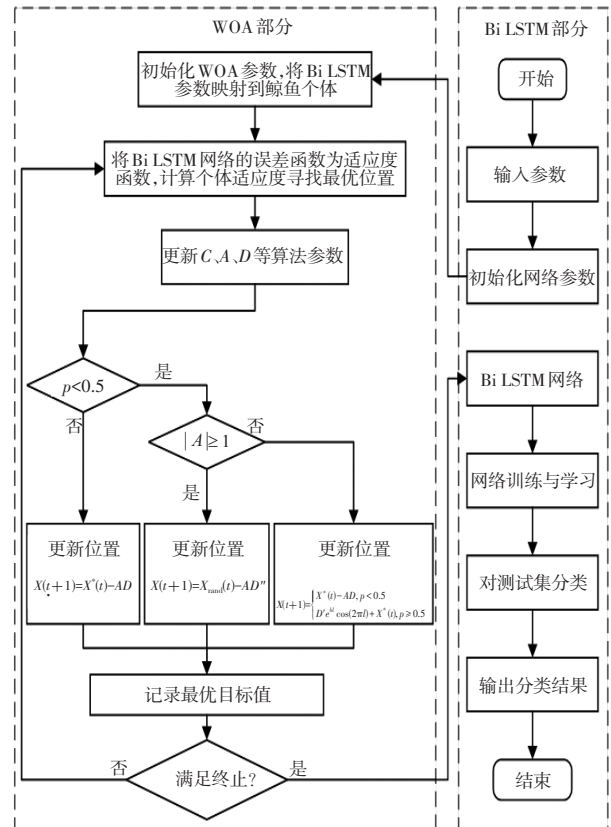 WOA部分
初始化WOA参数,将Bi LSTM
参数映射到鲸鱼个体
将Bi LSTM网络的误差函数为适应度
函数,计算个体适应度寻找最优位置
更新C、A、D等算法参数
p<0.5
是
否
|A|≥1
否
是
更新位置
X(t+1)=X*(t)−AD
更新位置
X(t+1)=Xrand(t)−AD″
更新位置
X(t+1)={X*(t)−AD, p<0.5
D′e^{bl} cos(2πl)+X*(t), p≥0.5
记录最优目标值
满足终止?
否
是
Bi LSTM部分
开始
输入参数
初始化网络参数
Bi LSTM网络
网络训练与学习
对测试集分类
输出分类结果
结束